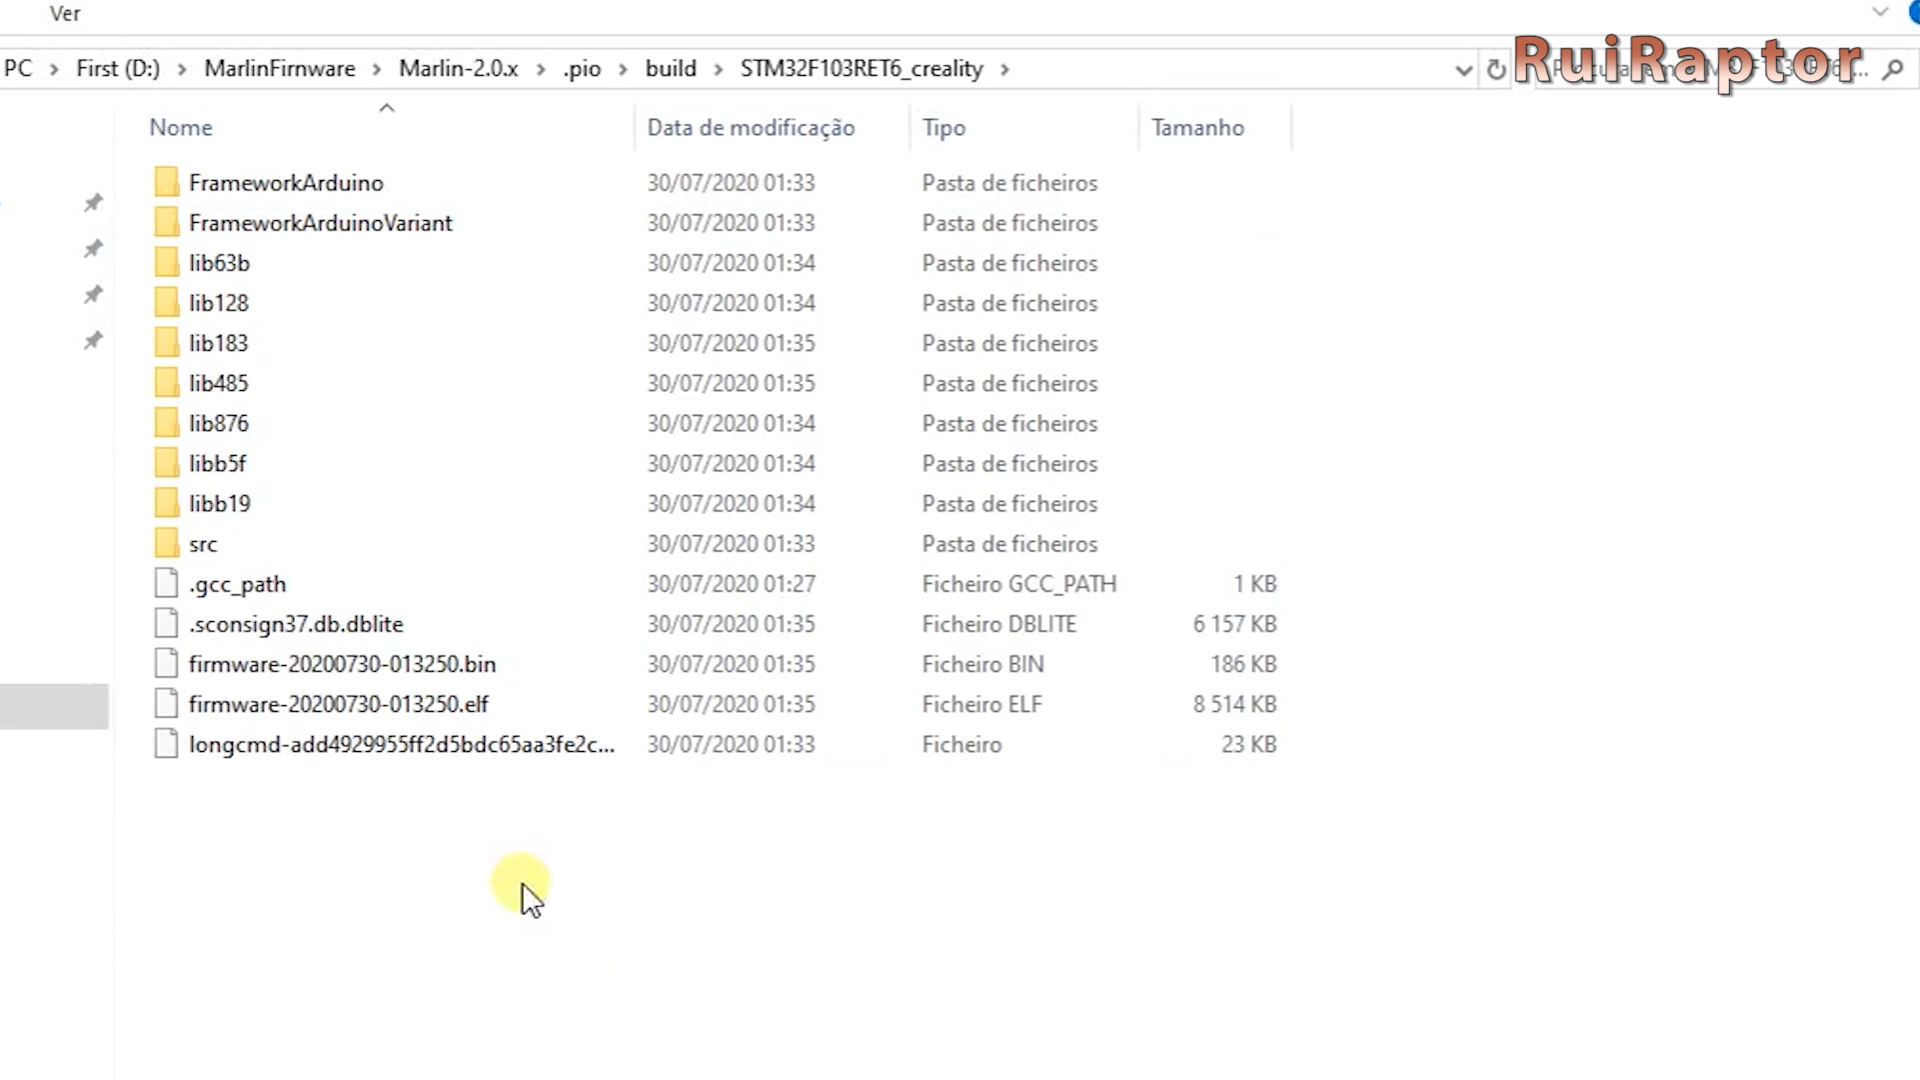 Ver
PC > First (D:) > MarlinFirnware > Marlin-2.0.x > .pio > build > STM32F103RET6_creality >
RuiRaptor
Nome Data de modificação Tipo Tamanho
FrameworkArduino 30/07/2020 01:33 Pasta de ficheiros
FrameworkArduinoVariant 30/07/2020 01:33 Pasta de ficheiros
lib63b 30/07/2020 01:34 Pasta de ficheiros
lib128 30/07/2020 01:34 Pasta de ficheiros
lib183 30/07/2020 01:35 Pasta de ficheiros
lib485 30/07/2020 01:35 Pasta de ficheiros
lib876 30/07/2020 01:34 Pasta de ficheiros
libb5f 30/07/2020 01:34 Pasta de ficheiros
libb19 30/07/2020 01:34 Pasta de ficheiros
src 30/07/2020 01:33 Pasta de ficheiros
.gcc_path 30/07/2020 01:27 Ficheiro GCC_PATH 1 KB
.sconsign37.db.dblite 30/07/2020 01:35 Ficheiro DBLITE 6 157 KB
firmware-20200730-013250.bin 30/07/2020 01:35 Ficheiro BIN 186 KB
firmware-20200730-013250.elf 30/07/2020 01:35 Ficheiro ELF 8 514 KB
longcmd-add4929955ff2d5bdc65aa3fe2c... 30/07/2020 01:33 Ficheiro 23 KB